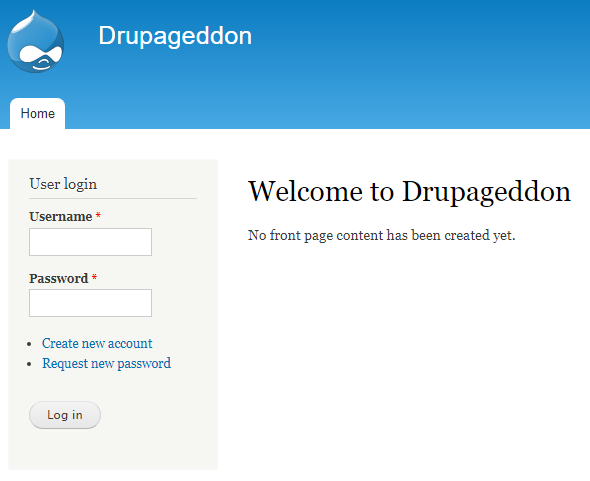 Drupageddon
Home
User login
Username *
Password *
Create new account
Request new password
Log in
Welcome to Drupageddon
No front page content has been created yet.